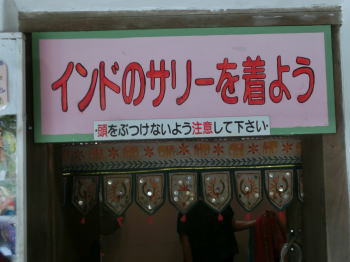 インドのサリーを着よう
・頭をぶつけないよう注意して下さい・